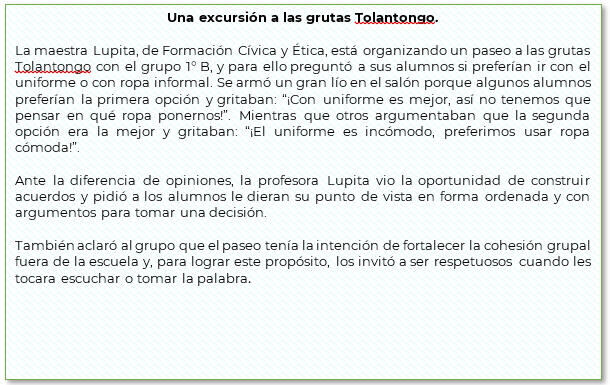 Una excursión a las grutas Tolantongo.
La maestra Lupita, de Formación Cívica y Ética, está organizando un paseo a las grutas
Tolantongo con el grupo 1° B, y para ello preguntó a sus alumnos si preferían ir con el
uniforme o con ropa informal. Se armó un gran lío en el salón porque algunos alumnos
preferían la primera opción y gritaban: “¡Con uniforme es mejor, así no tenemos que
pensar en qué ropa ponernos!”. Mientras que otros argumentaban que la segunda
opción era la mejor y gritaban: “¡El uniforme es incómodo, preferimos usar ropa
cómoda!”.
Ante la diferencia de opiniones, la profesora Lupita vio la oportunidad de construir
acuerdos y pidió a los alumnos le dieran su punto de vista en forma ordenada y con
argumentos para tomar una decisión.
También aclaró al grupo que el paseo tenía la intención de fortalecer la cohesión grupal
fuera de la escuela y, para lograr este propósito, los invitó a ser respetuosos cuando les
tocara escuchar o tomar la palabra.